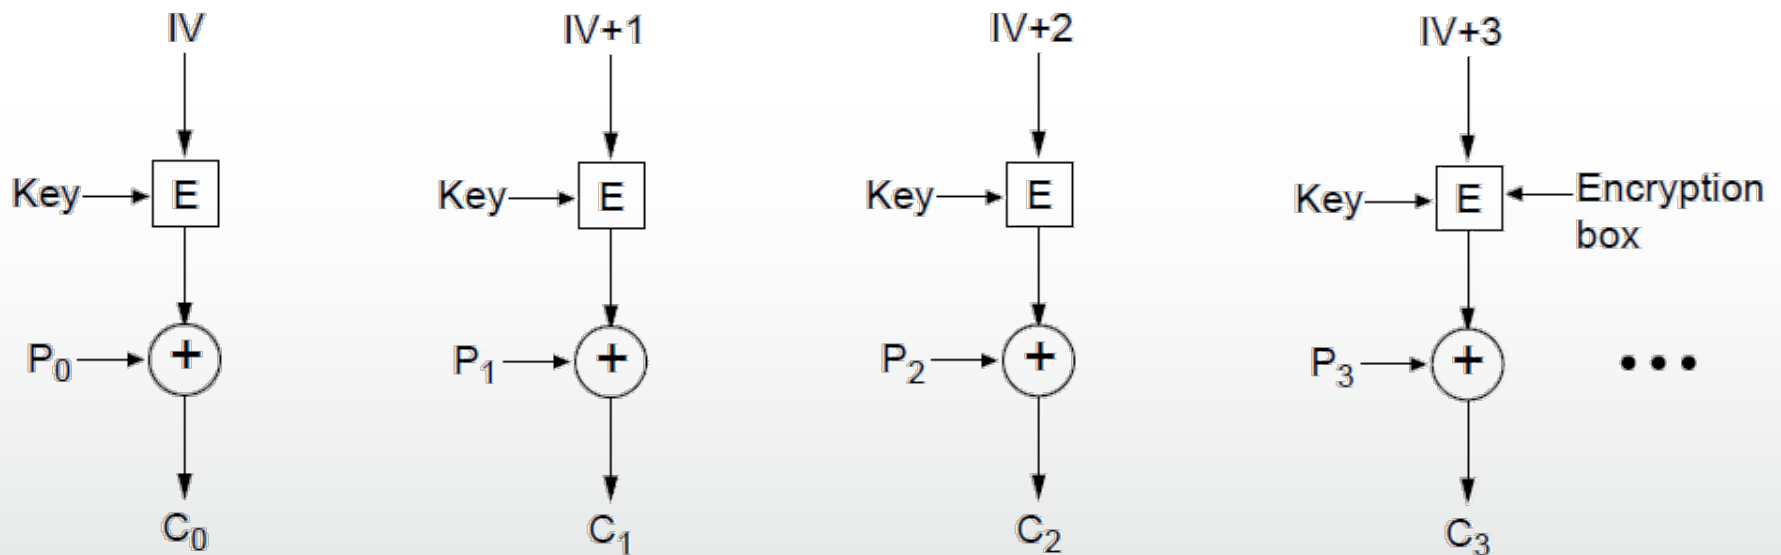 IV IV+1 IV+2 IV+3
Key E Key E Key E Key E Encryption
box
P0 + P1 + P2 + P3 + •••
C0 C1 C2 C3